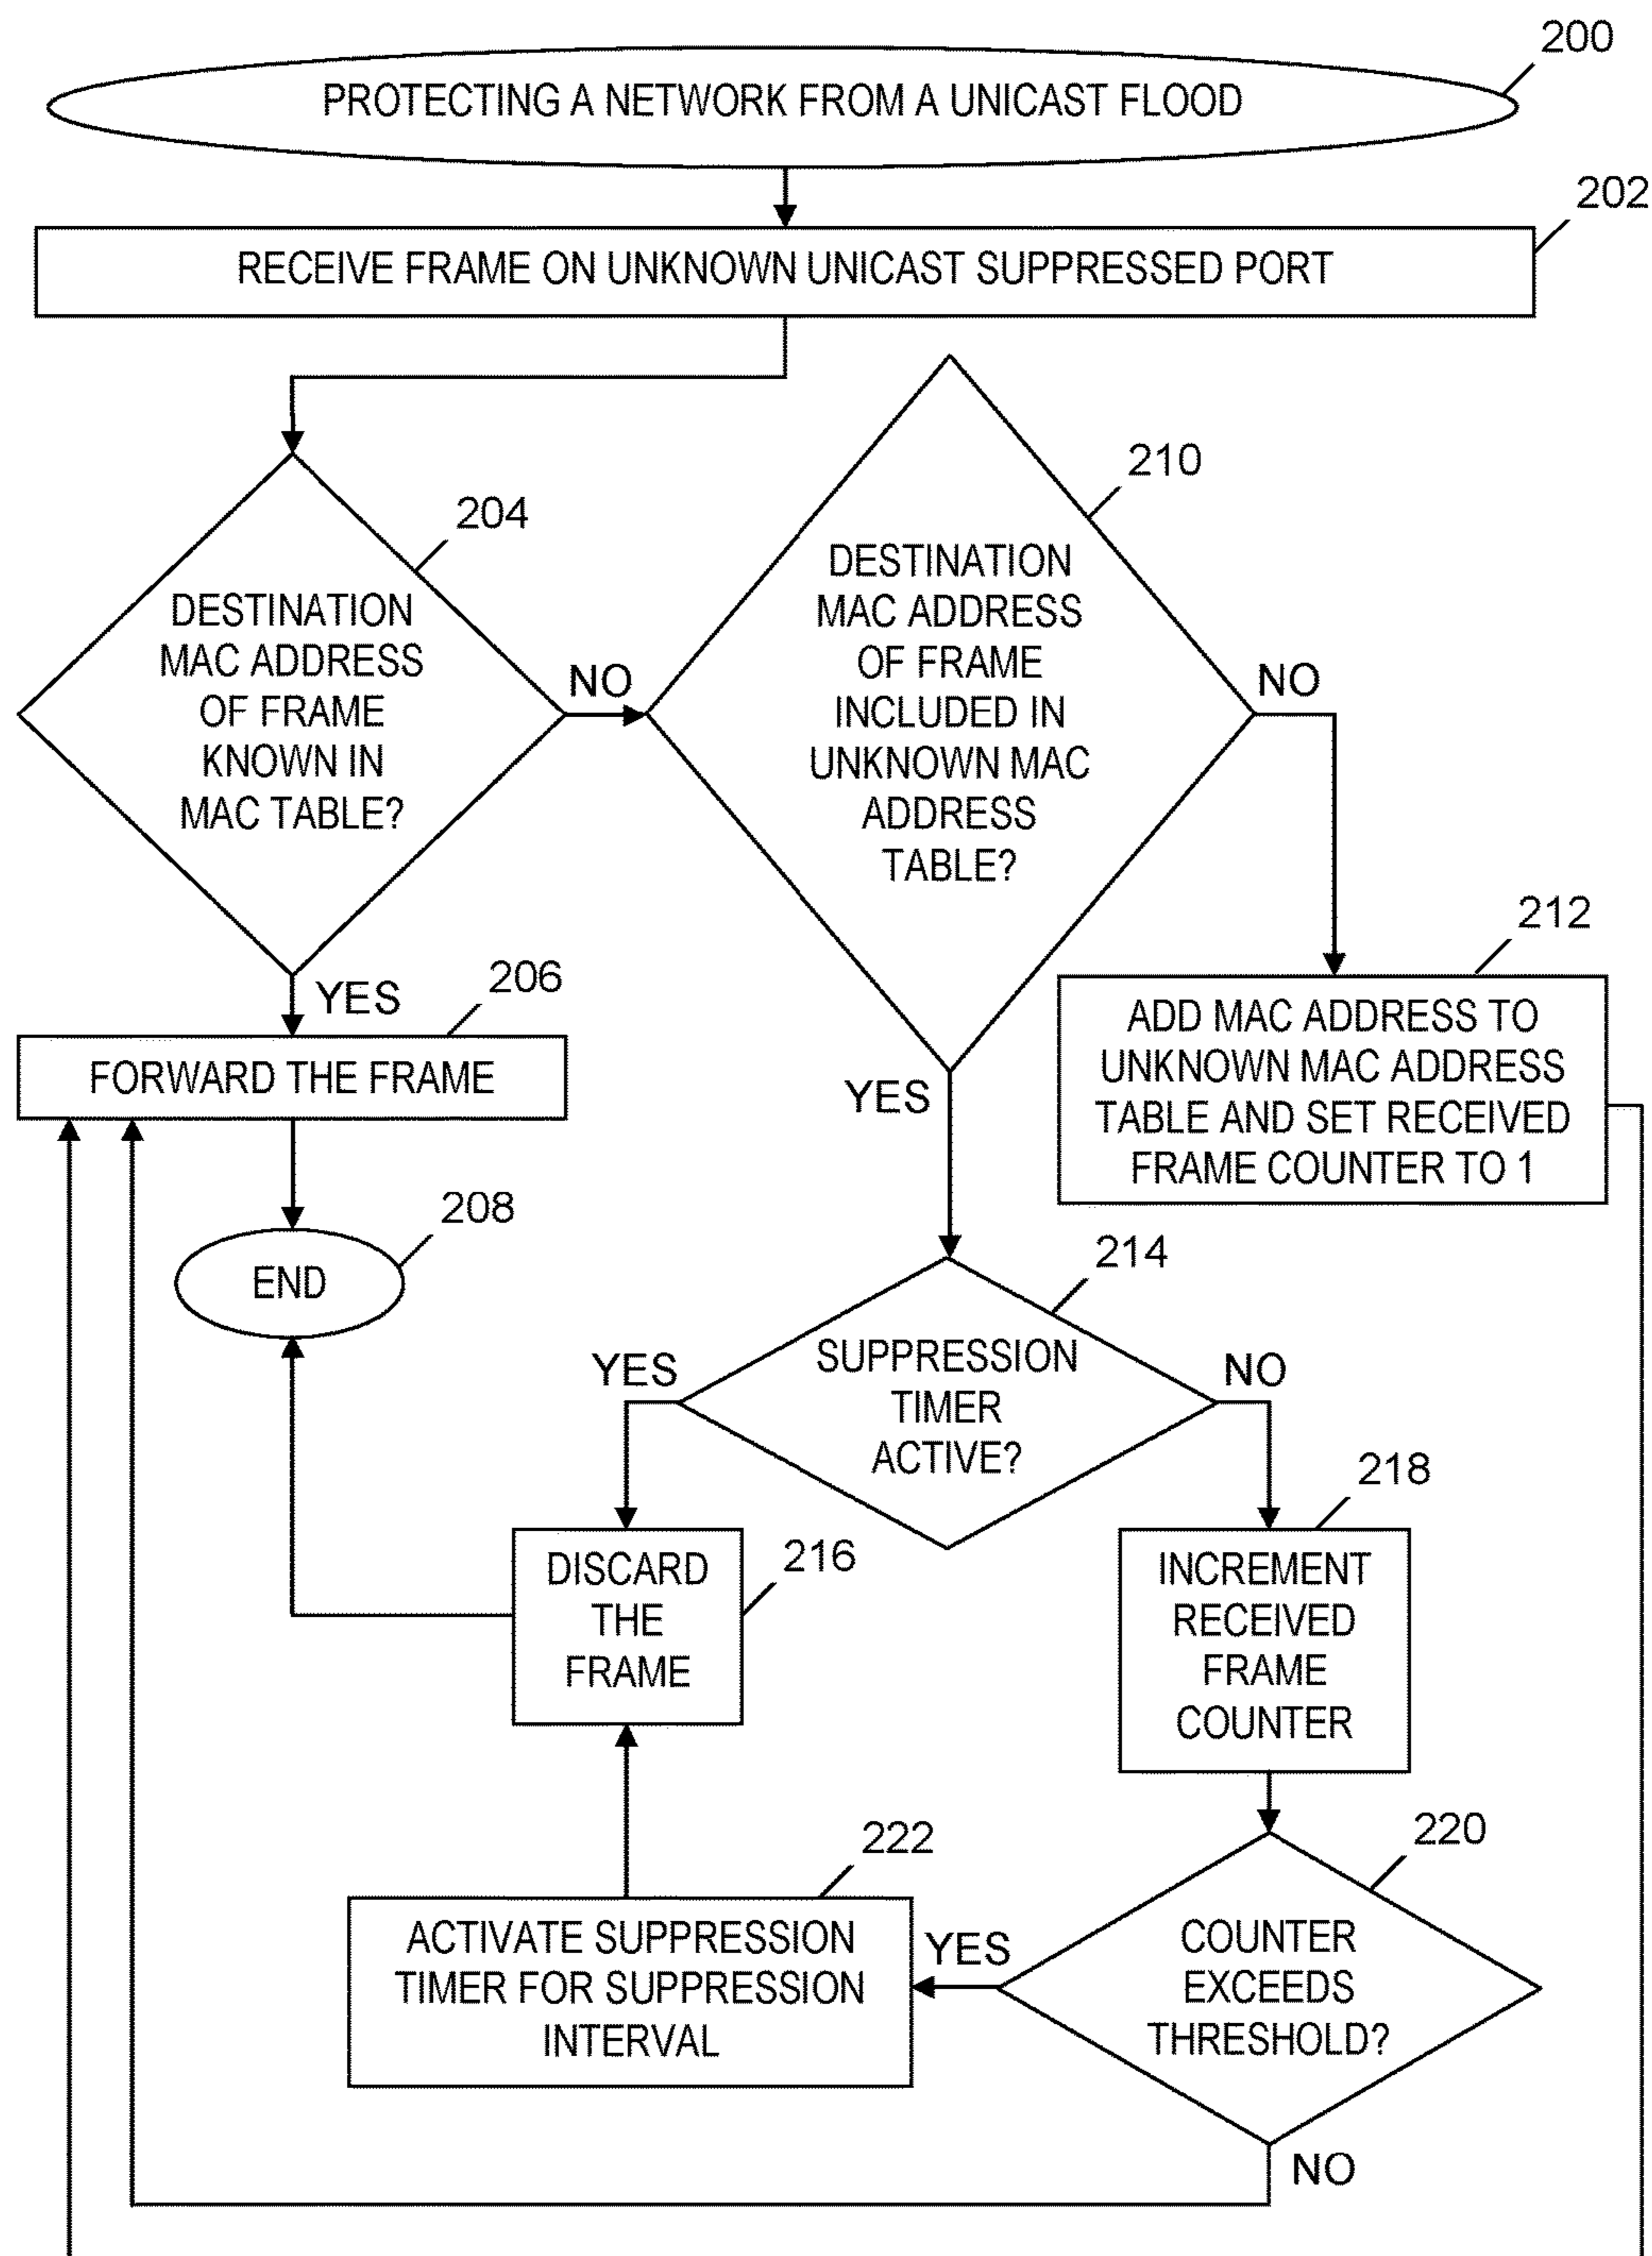 200
PROTECTING A NETWORK FROM A UNICAST FLOOD
202
RECEIVE FRAME ON UNKNOWN UNICAST SUPPRESSED PORT
204
DESTINATION
MAC ADDRESS
OF FRAME
KNOWN IN
MAC TABLE?
NO
YES
210
DESTINATION
MAC ADDRESS
OF FRAME
INCLUDED IN
UNKNOWN MAC
ADDRESS
TABLE?
NO
YES
206
FORWARD THE FRAME
212
ADD MAC ADDRESS TO
UNKNOWN MAC ADDRESS
TABLE AND SET RECEIVED
FRAME COUNTER TO 1
208
END
214
SUPPRESSION
TIMER
ACTIVE?
YES
NO
216
DISCARD
THE
FRAME
218
INCREMENT
RECEIVED
FRAME
COUNTER
220
COUNTER
EXCEEDS
THRESHOLD?
YES
NO
222
ACTIVATE SUPPRESSION
TIMER FOR SUPPRESSION
INTERVAL